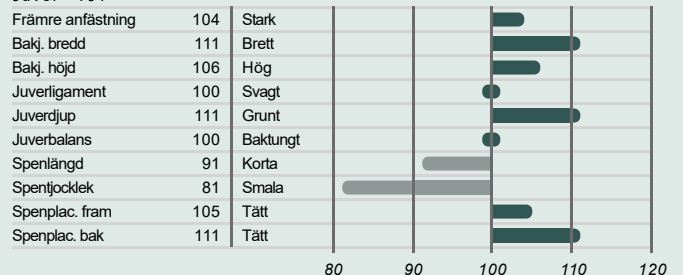 Främre anfästning 104 Stark
Bakj. bredd 111 Brett
Bakj. höjd 106 Hög
Juverligament 100 Svagt
Juverdjup 111 Grunt
Juverbalans 100 Baktungt
Spenlängd 91 Korta
Spentjocklek 81 Smala
Spenplac. fram 105 Tätt
Spenplac. bak 111 Tätt
80 90 100 110 120